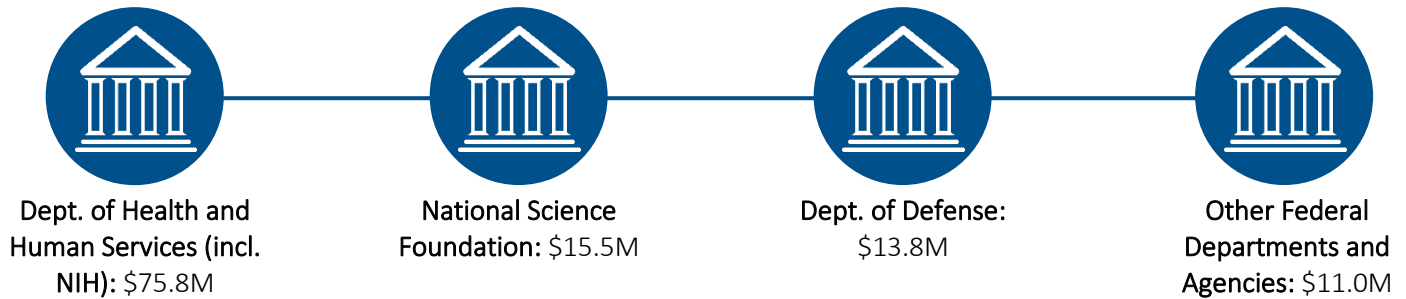 Dept. of Health and
Human Services (incl.
NIH): $75.8M
National Science
Foundation: $15.5M
Dept. of Defense:
$13.8M
Other Federal
Departments and
Agencies: $11.0M